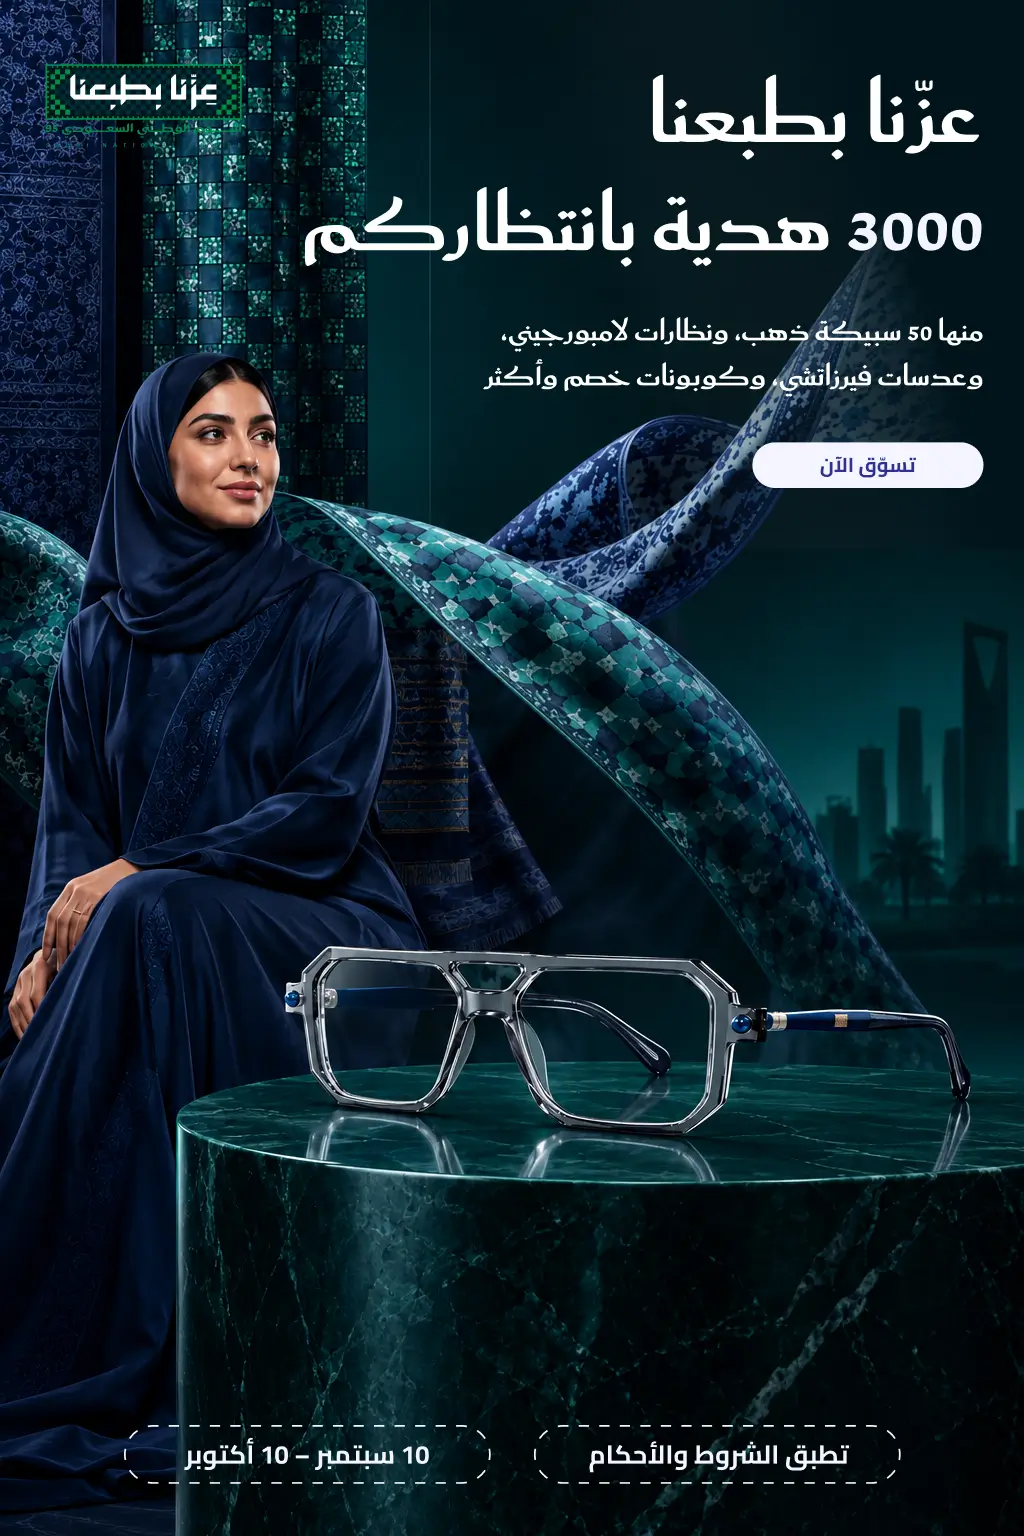 عزّنا بطبعنا
عزّنا بطبعنا
3000 هدية بانتظاركم
منها 50 سبيكة ذهب، ونظارات لامبورجيني،
وعدسات فيرزاتشي، وكوبونات خصم وأكثر
تسوّق الآن
تطبق الشروط والأحكام
10 سبتمبر – 10 أكتوبر